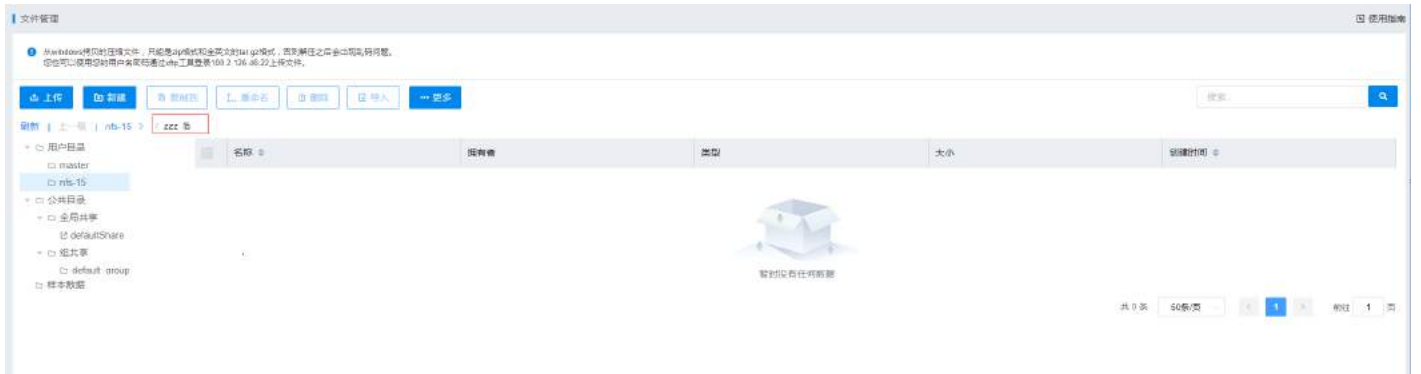 文件管理
使用指南
从windows拷贝的压缩文件，只能是zip格式和全英文的tar.gz格式，否则解压之后会出现乱码问题。
您也可以使用您的用户名密码通过sftp工具登录100.2.126.46:22上传文件。
上传 新建 复制到 重命名 删除 导入 更多 搜索...
刷新 | 上一级 | nfs-15 > / zzz
用户目录
名称 拥有者 类型 大小 创建时间
master
nfs-15
公共目录
全局共享
defaultShare
组共享
default_group
暂时没有任何数据
样本数据
共 0 条 50条/页 < 1 > 前往 1 页